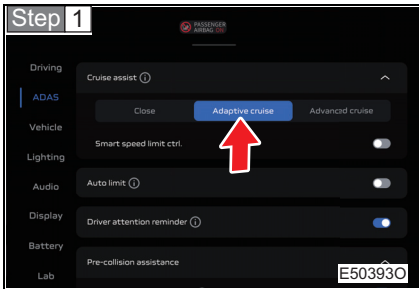 Step 1
PASSENGER
AIRBAG ON
Driving
ADAS
Vehicle
Lighting
Audio
Display
Battery
Lab
Cruise assist
Close
Adaptive cruise
Advanced cruise
Smart speed limit ctrl.
Auto limit
Driver attention reminder
Pre-collision assistance
E50393O